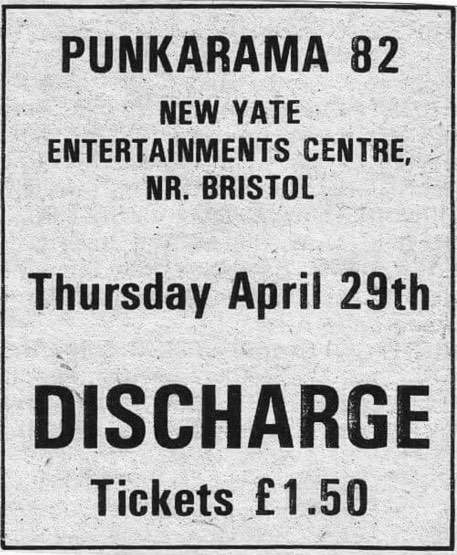 PUNKARAMA 82
NEW YATE
ENTERTAINMENTS CENTRE,
NR. BRISTOL
Thursday April 29th
DISCHARGE
Tickets £1.50